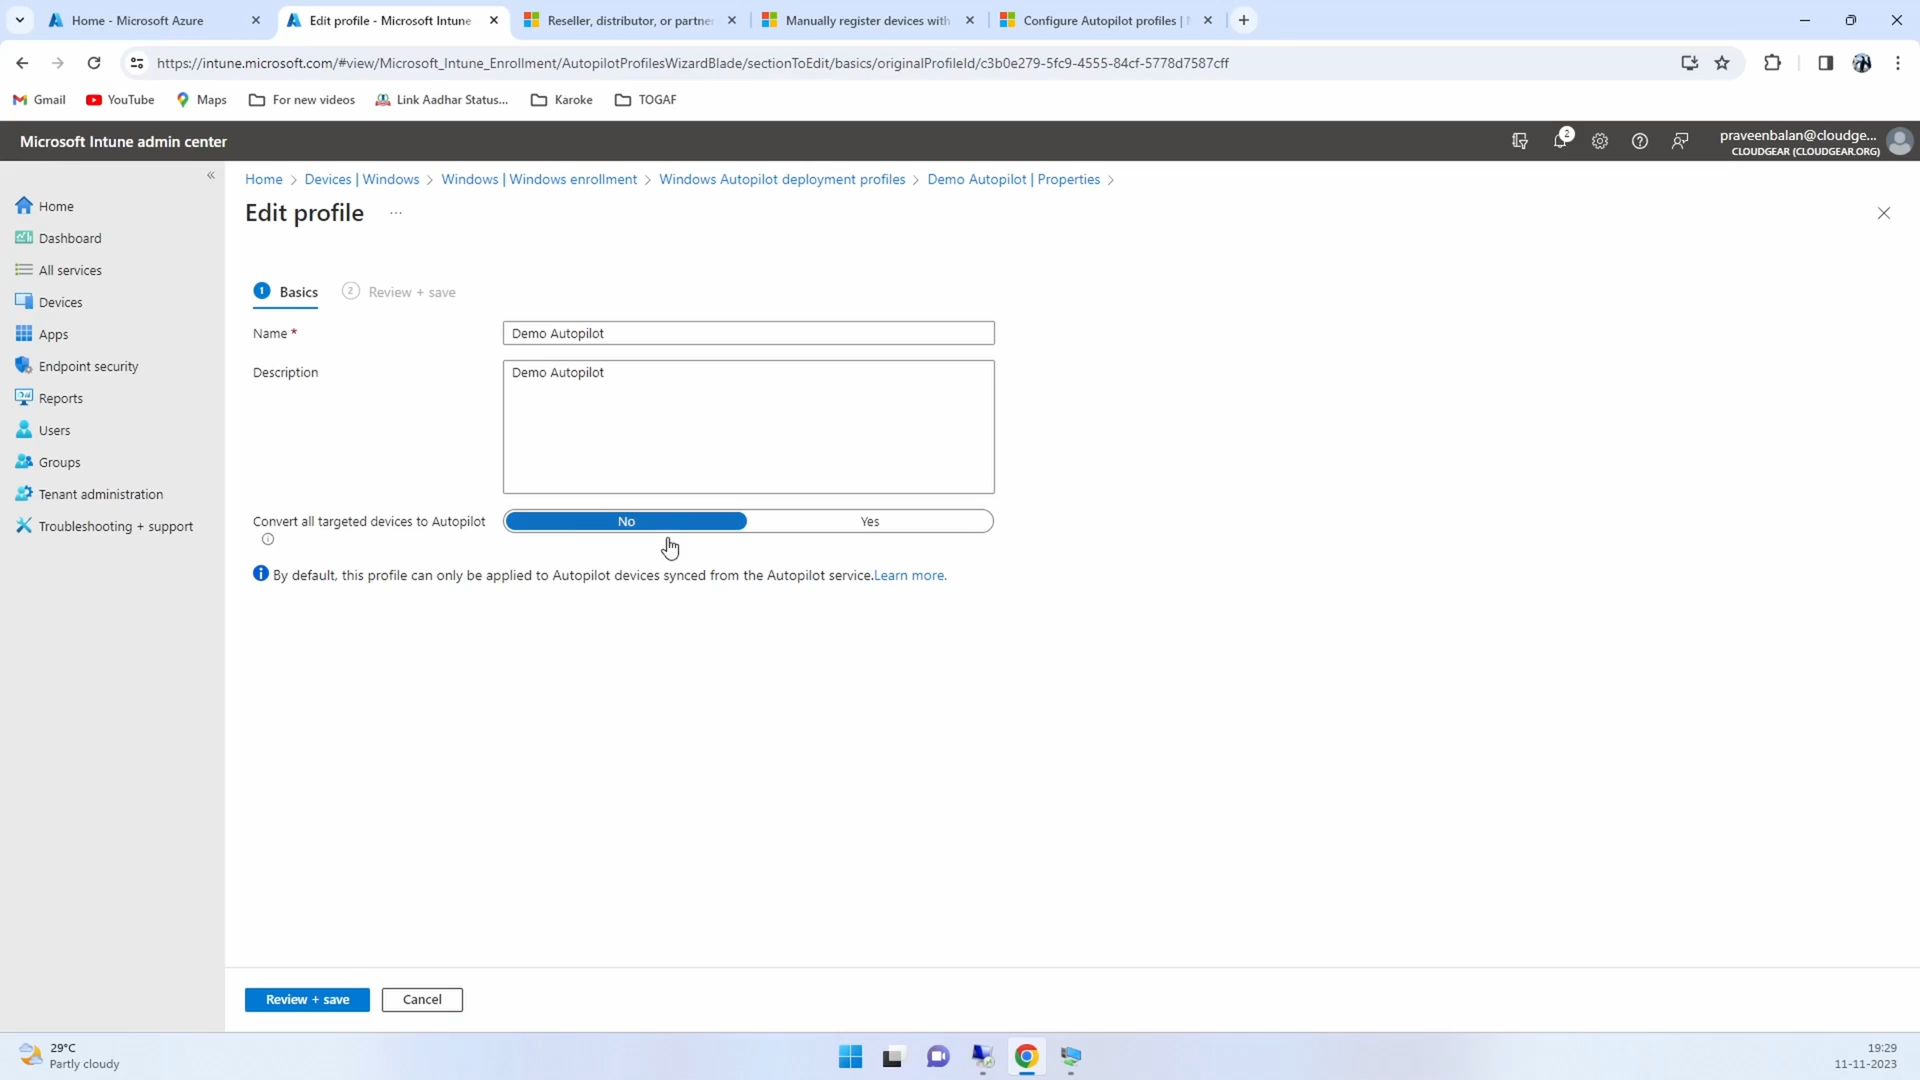 Home - Microsoft Azure
Edit profile - Microsoft Intune
Reseller, distributor, or partne
Manually register devices with
Configure Autopilot profiles |
https://intune.microsoft.com/#view/Microsoft_Intune_Enrollment/AutopilotProfilesWizardBlade/sectionToEdit/basics/originalProfileId/c3b0e279-5fc9-4555-84cf-5778d7587cff
Gmail
YouTube
Maps
For new videos
Link Aadhar Status...
Karoke
TOGAF
Microsoft Intune admin center
2
praveenbalan@cloudge...
CLOUDGEAR (CLOUDGEAR.ORG)
«
Home
Dashboard
All services
Devices
Apps
Endpoint security
Reports
Users
Groups
Tenant administration
Troubleshooting + support
Home > Devices | Windows > Windows | Windows enrollment > Windows Autopilot deployment profiles > Demo Autopilot | Properties >
Edit profile ...
1 Basics
2 Review + save
Name *
Demo Autopilot
Description
Demo Autopilot
Convert all targeted devices to Autopilot
No
Yes
By default, this profile can only be applied to Autopilot devices synced from the Autopilot service.Learn more.
Review + save
Cancel
29°C
Partly cloudy
19:29
11-11-2023